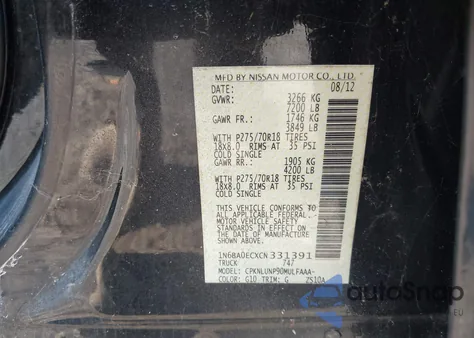 MFD BY NISSAN MOTOR CO., LTD.
DATE: 08/12
GVWR: 3266 KG
7200 LB
GAWR FR.: 1746 KG
3849 LB
WITH P275/70R18 TIRES
18X8.0 RIMS AT 35 PSI
COLD SINGLE
GAWR RR.: 1905 KG
4200 LB
WITH P275/70R18 TIRES
18X8.0 RIMS AT 35 PSI
COLD SINGLE
THIS VEHICLE CONFORMS TO
ALL APPLICABLE FEDERAL
MOTOR VEHICLE SAFETY
STANDARDS IN EFFECT ON
THE DATE OF MANUFACTURE
SHOWN ABOVE.
1N6BA0ECXCN331391
TRUCK 747
MODEL: CPKNLUNP90MULFAAA-
COLOR: G10 TRIM: G ZS10A
autoSnap